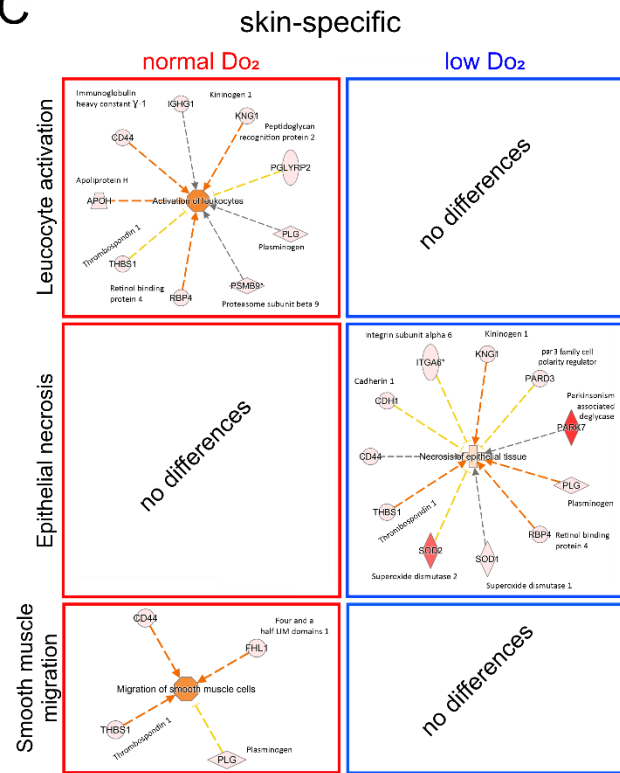 C
skin-specific
normal Do₂
low Do₂
Leucocyte activation
Immunoglobulin
heavy constant Ɣ-1
IGHG1
Kininogen 1
KNG1
CD44
Peptidoglycan
recognition protein 2
PGLYRP2
Apoliprotein H
APOH
Activation of leukocytes
Thrombospondin 1
THBS1
PLG
Plasminogen
Retinol binding
protein 4
RBP4
PSMB9*
Proteasome subunit beta 9
no differences
Epithelial necrosis
no differences
Integrin subunit alpha 6
ITGA6*
Kininogen 1
KNG1
par3 family cell
polarity regulator
PARD3
Cadherin 1
CDH1
Parkinsonism
associated
deglycase
PARK7
CD44
Necrosis of epithelial tissue
PLG
Plasminogen
THBS1
Thrombospondin 1
RBP4
Retinol binding
protein 4
SOD2
Superoxide dismutase 2
SOD1
Superoxide dismutase 1
Smooth muscle
migration
CD44
Four and a
half LIM domains 1
FHL1
Migration of smooth muscle cells
THBS1
Thrombospondin 1
Plasminogen
PLG
no differences